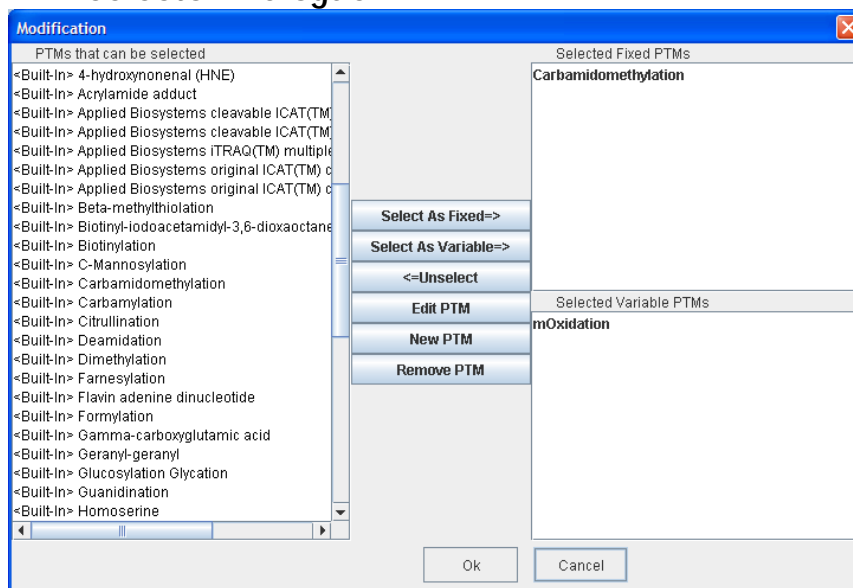 Modification
PTMs that can be selected
<Built-In> 4-hydroxynonenal (HNE)
<Built-In> Acrylamide adduct
<Built-In> Applied Biosystems cleavable ICAT(TM)
<Built-In> Applied Biosystems cleavable ICAT(TM)
<Built-In> Applied Biosystems iTRAQ(TM) multiple
<Built-In> Applied Biosystems original ICAT(TM) c
<Built-In> Applied Biosystems original ICAT(TM) c
<Built-In> Beta-methylthiolation
<Built-In> Biotinyl-iodoacetamidyl-3,6-dioxaoctane
<Built-In> Biotinylation
<Built-In> C-Mannosylation
<Built-In> Carbamidomethylation
<Built-In> Carbamylation
<Built-In> Citrullination
<Built-In> Deamidation
<Built-In> Dimethylation
<Built-In> Farnesylation
<Built-In> Flavin adenine dinucleotide
<Built-In> Formylation
<Built-In> Gamma-carboxyglutamic acid
<Built-In> Geranyl-geranyl
<Built-In> Glucosylation Glycation
<Built-In> Guanidination
<Built-In> Homoserine
Select As Fixed=>
Select As Variable=>
<=Unselect
Edit PTM
New PTM
Remove PTM
Selected Fixed PTMs
Carbamidomethylation
Selected Variable PTMs
mOxidation
Ok
Cancel